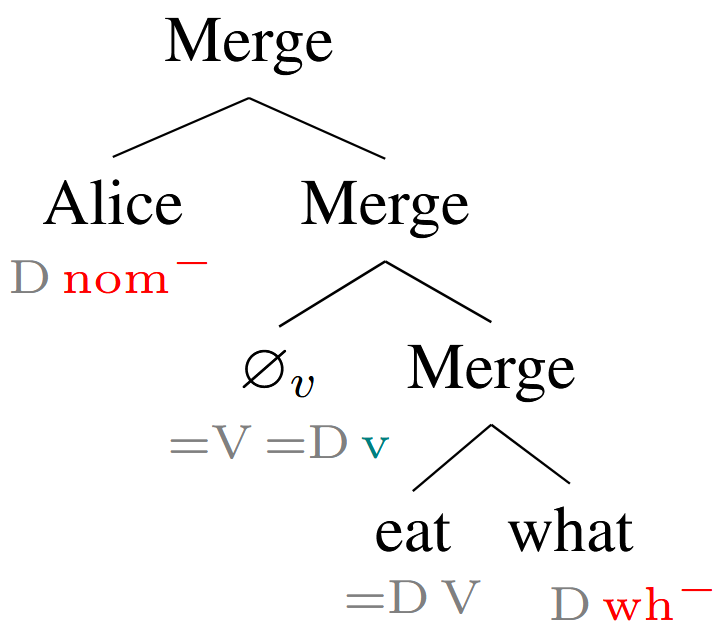 Merge
Alice Merge
D nom⁻
∅ᵥ Merge
=V =D v
eat what
=D V D wh⁻